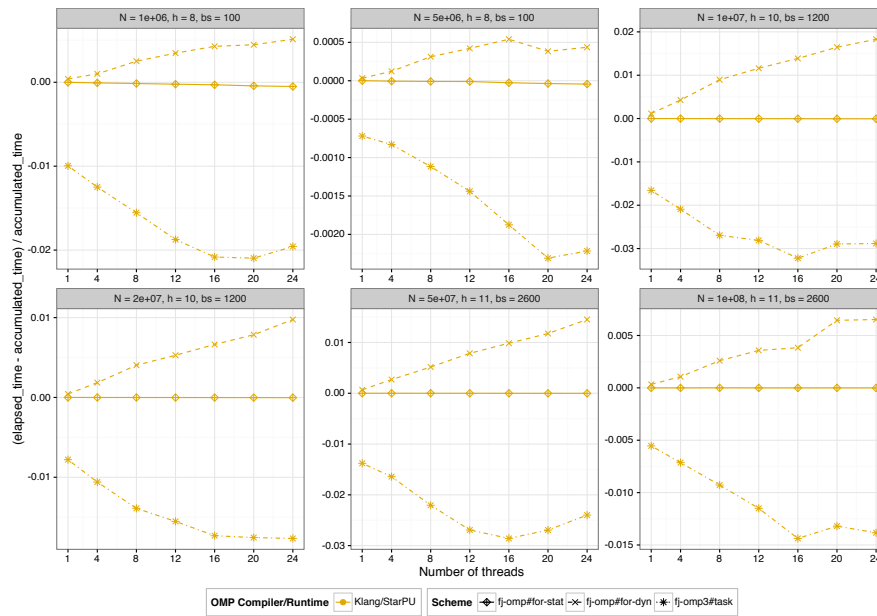 N = 1e+06, h = 8, bs = 100
N = 5e+06, h = 8, bs = 100
N = 1e+07, h = 10, bs = 1200
0.00
-0.01
-0.02
0.0005
0.0000
-0.0005
-0.0010
-0.0015
-0.0020
0.02
0.01
0.00
-0.01
-0.02
-0.03
1 4 8 12 16 20 24
1 4 8 12 16 20 24
1 4 8 12 16 20 24
N = 2e+07, h = 10, bs = 1200
N = 5e+07, h = 11, bs = 2600
N = 1e+08, h = 11, bs = 2600
0.01
0.00
-0.01
0.01
0.00
-0.01
-0.02
-0.03
0.005
0.000
-0.005
-0.010
-0.015
1 4 8 12 16 20 24
1 4 8 12 16 20 24
1 4 8 12 16 20 24
(elapsed_time - accumulated_time) / accumulated_time
Number of threads
OMP Compiler/Runtime Klang/StarPU
Scheme fj-omp#for-stat fj-omp#for-dyn fj-omp3#task